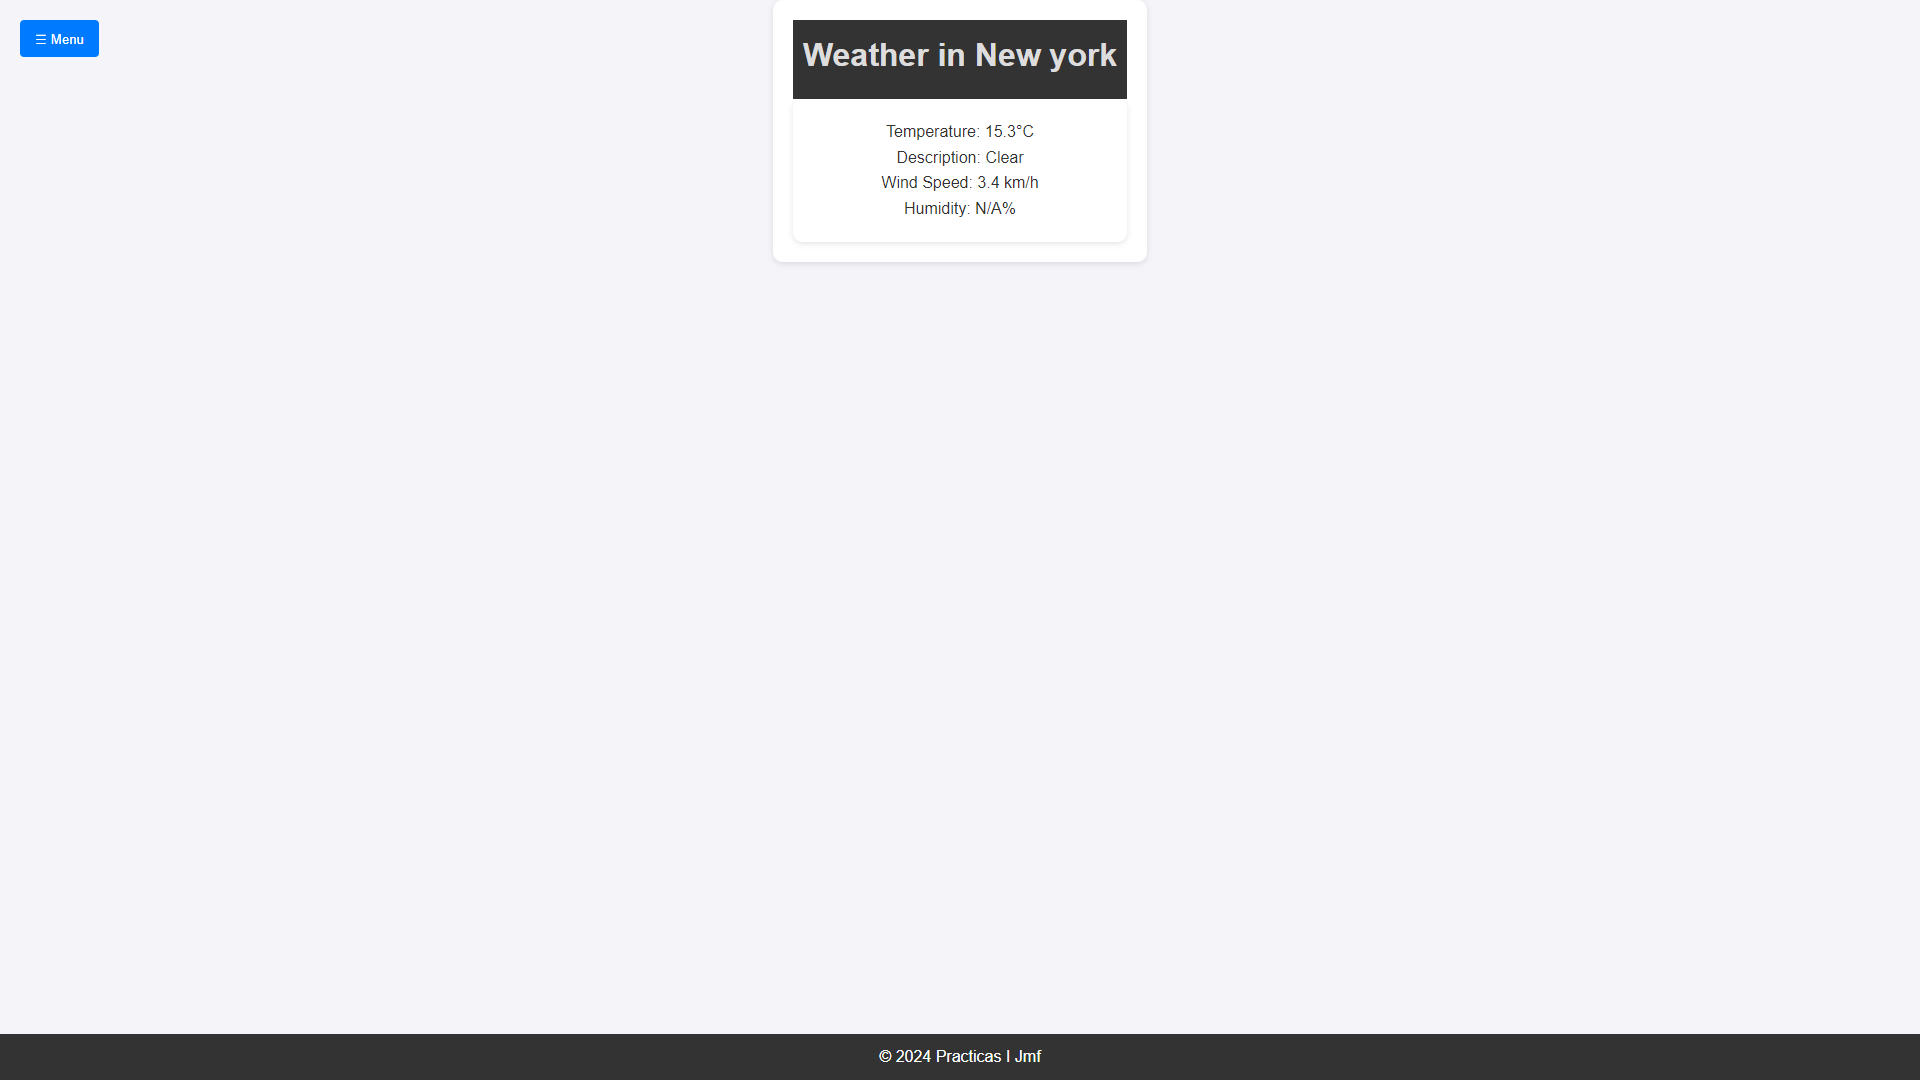 ☰ Menu
Weather in New york
Temperature: 15.3°C
Description: Clear
Wind Speed: 3.4 km/h
Humidity: N/A%
© 2024 Practicas I Jmf